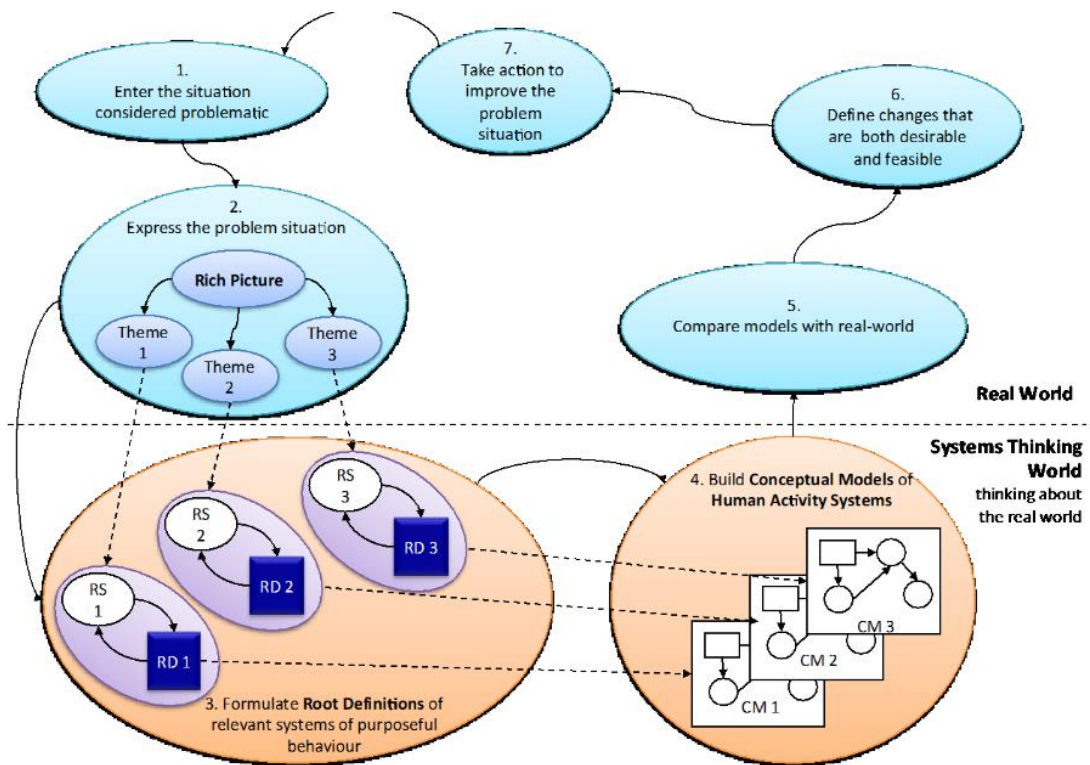 1.
Enter the situation
considered problematic
7.
Take action to
improve the
problem
situation
6.
Define changes that
are both desirable
and feasible
2.
Express the problem situation
Rich Picture
Theme
1
Theme
2
Theme
3
5.
Compare models with real-world
Real World
Systems Thinking
World
thinking about
the real world
RS
1
RD 1
RS
2
RD 2
RS
3
RD 3
3. Formulate Root Definitions of
relevant systems of purposeful
behaviour
4. Build Conceptual Models of
Human Activity Systems
CM 3
CM 2
CM 1